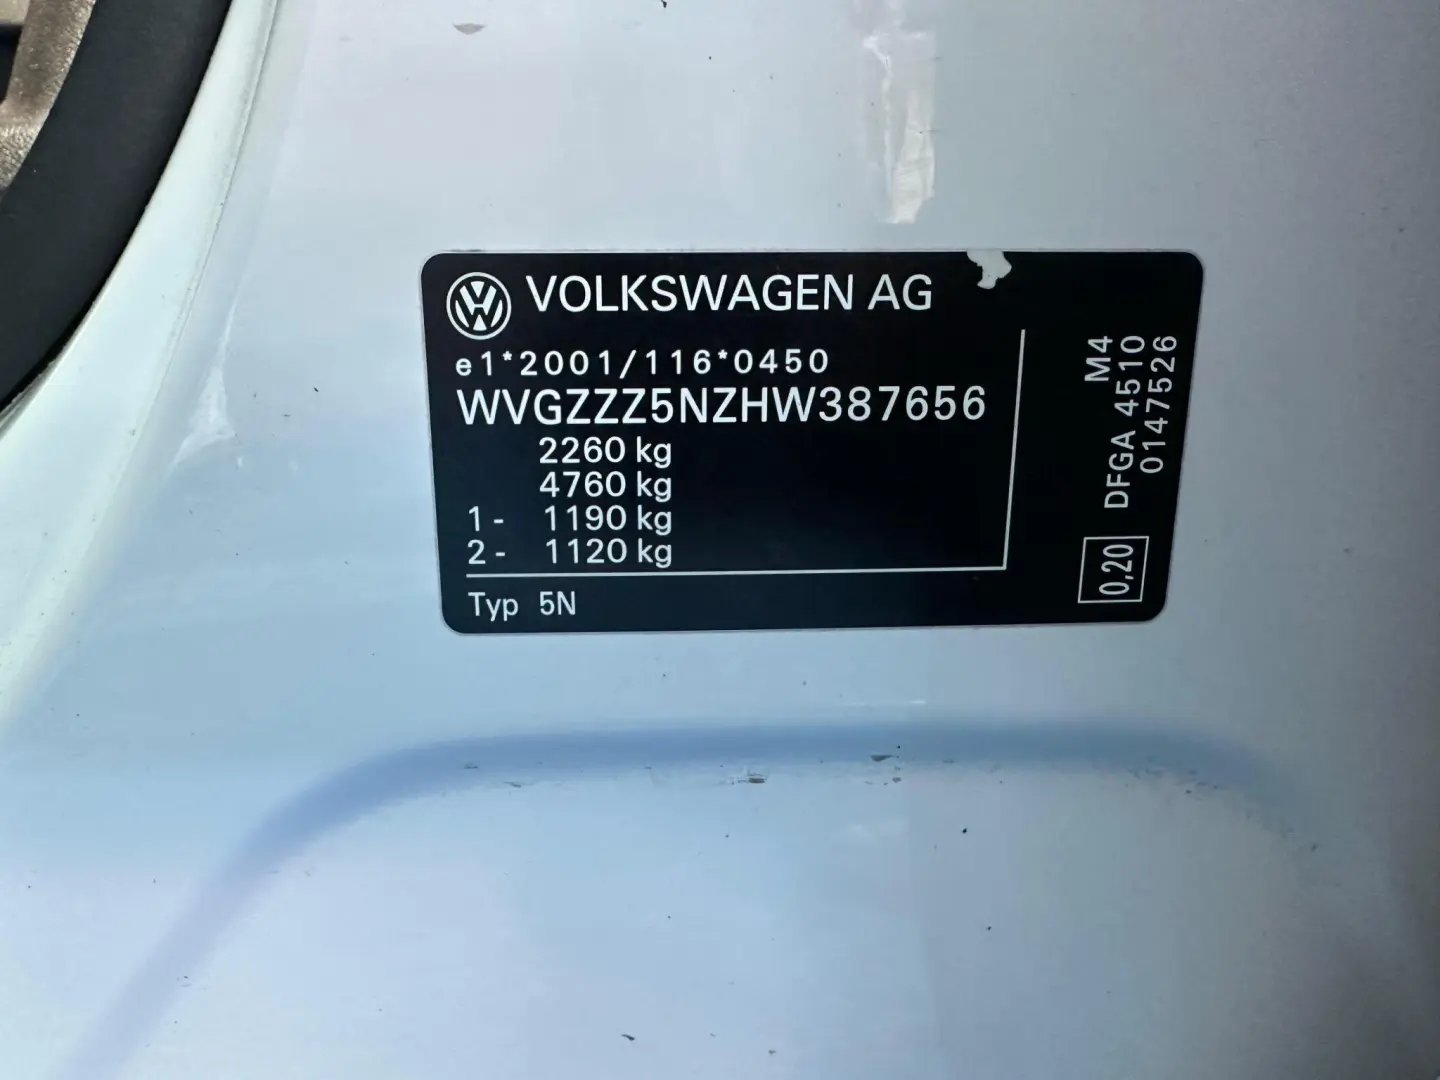 VOLKSWAGEN AG
e1*2001/116*0450
WVGZZZ5NZHW387656
2260 kg
4760 kg
1- 1190 kg
2- 1120 kg
Typ 5N
M4
DFGA 4510
0147526
0,20